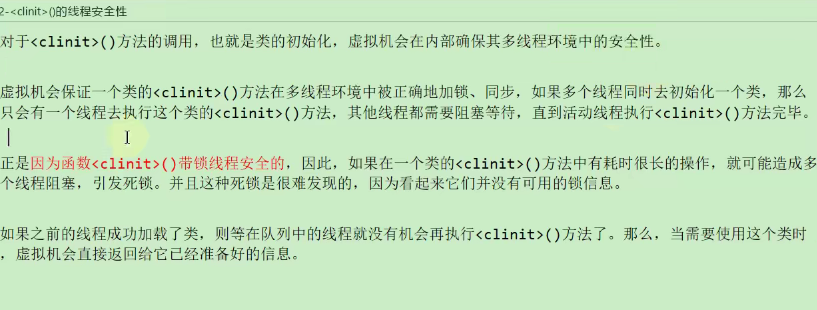 2-<clinit>()的线程安全性
对于<clinit>()方法的调用，也就是类的初始化，虚拟机会在内部确保其多线程环境中的安全性。
虚拟机会保证一个类的<clinit>()方法在多线程环境中被正确地加锁、同步，如果多个线程同时去初始化一个类，那么
只会有一个线程去执行这个类的<clinit>()方法，其他线程都需要阻塞等待，直到活动线程执行<clinit>()方法完毕。
正是因为函数<clinit>()带锁线程安全的，因此，如果在一个类的<clinit>()方法中有耗时很长的操作，就可能造成多
个线程阻塞，引发死锁。并且这种死锁是很难发现的，因为看起来它们并没有可用的锁信息。
如果之前的线程成功加载了类，则等在队列中的线程就没有机会再执行<clinit>()方法了。那么，当需要使用这个类时
，虚拟机会直接返回给它已经准备好的信息。